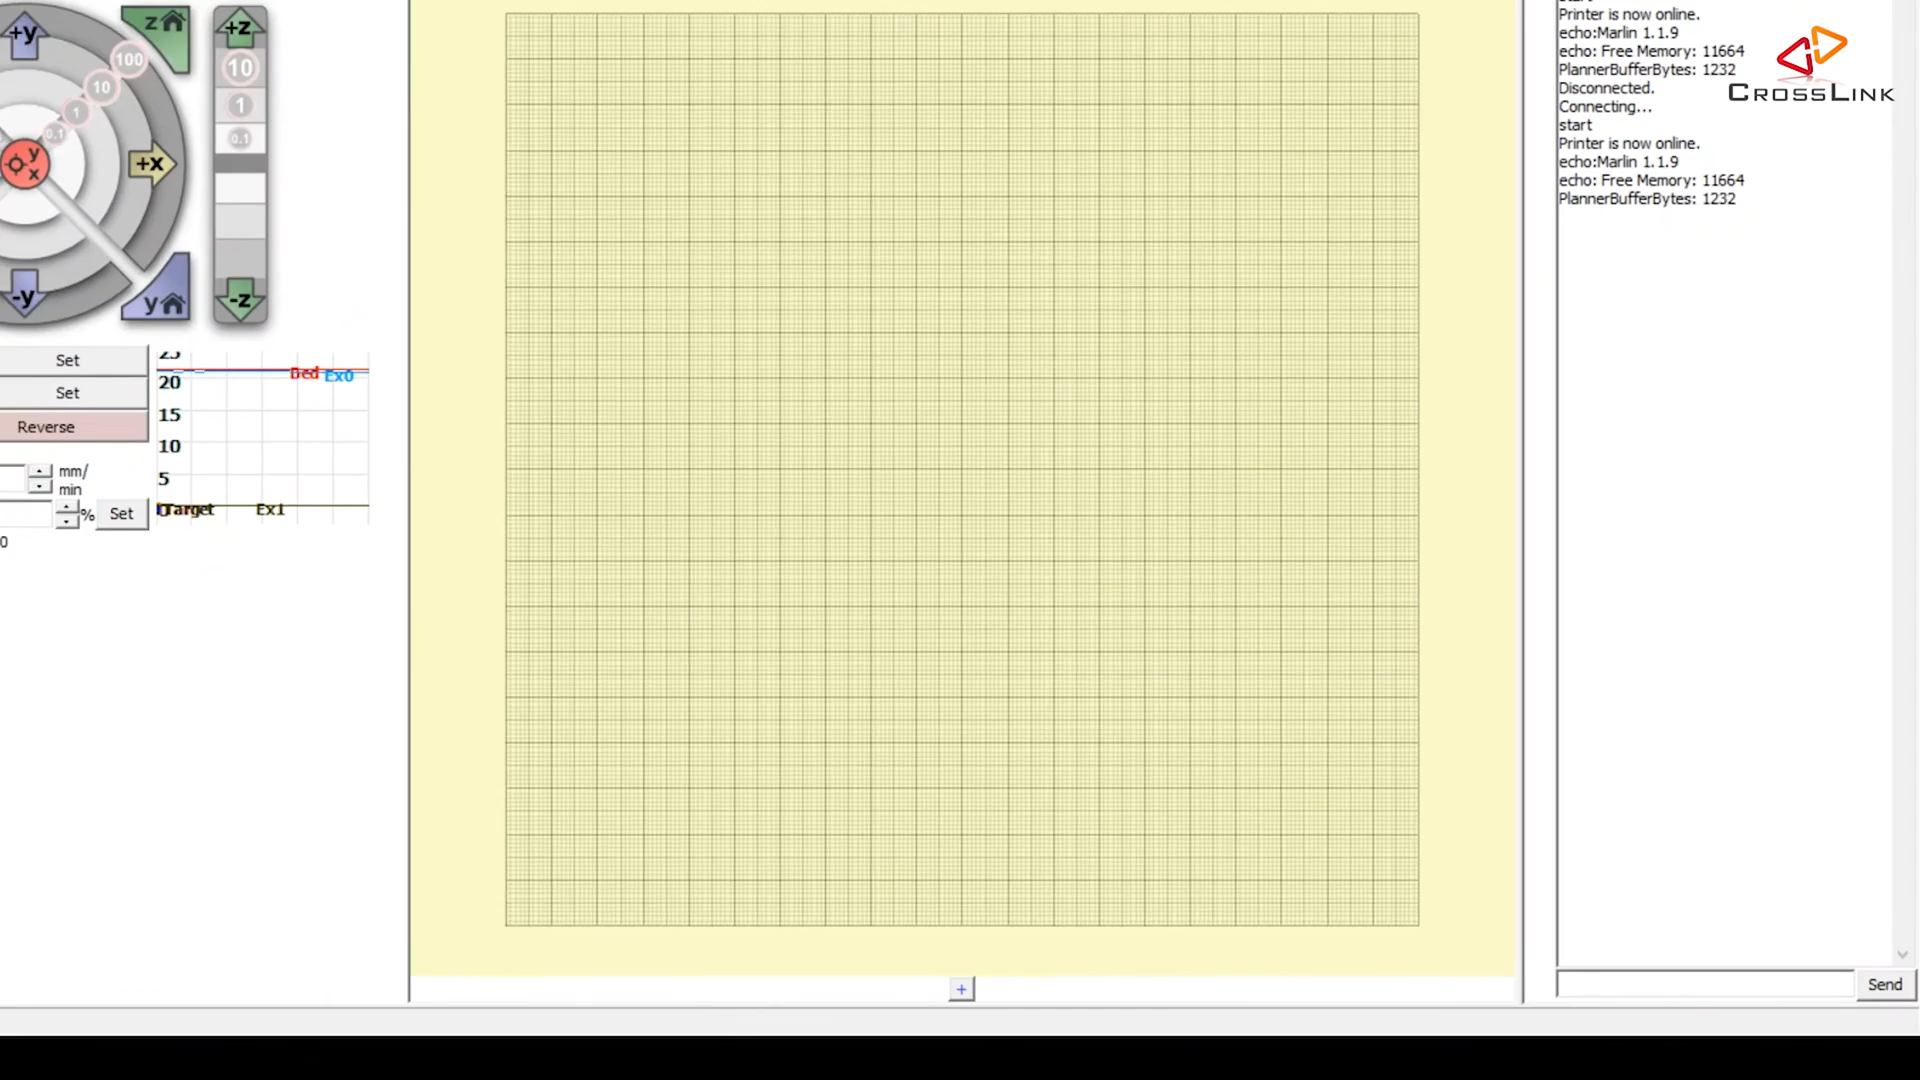 +y
z
100
10
1
0.1
y
x
+x
-y
y
+z
10
1
0.1
-z
Set
Set
Reverse
mm/
min
% Set
0
25
20
15
10
5
Bed Ex0
Target Ex1
Printer is now online.
echo:Marlin 1.1.9
echo: Free Memory: 11664
PlannerBufferBytes: 1232
Disconnected.
Connecting...
start
Printer is now online.
echo:Marlin 1.1.9
echo: Free Memory: 11664
PlannerBufferBytes: 1232
CROSSLINK
+
Send